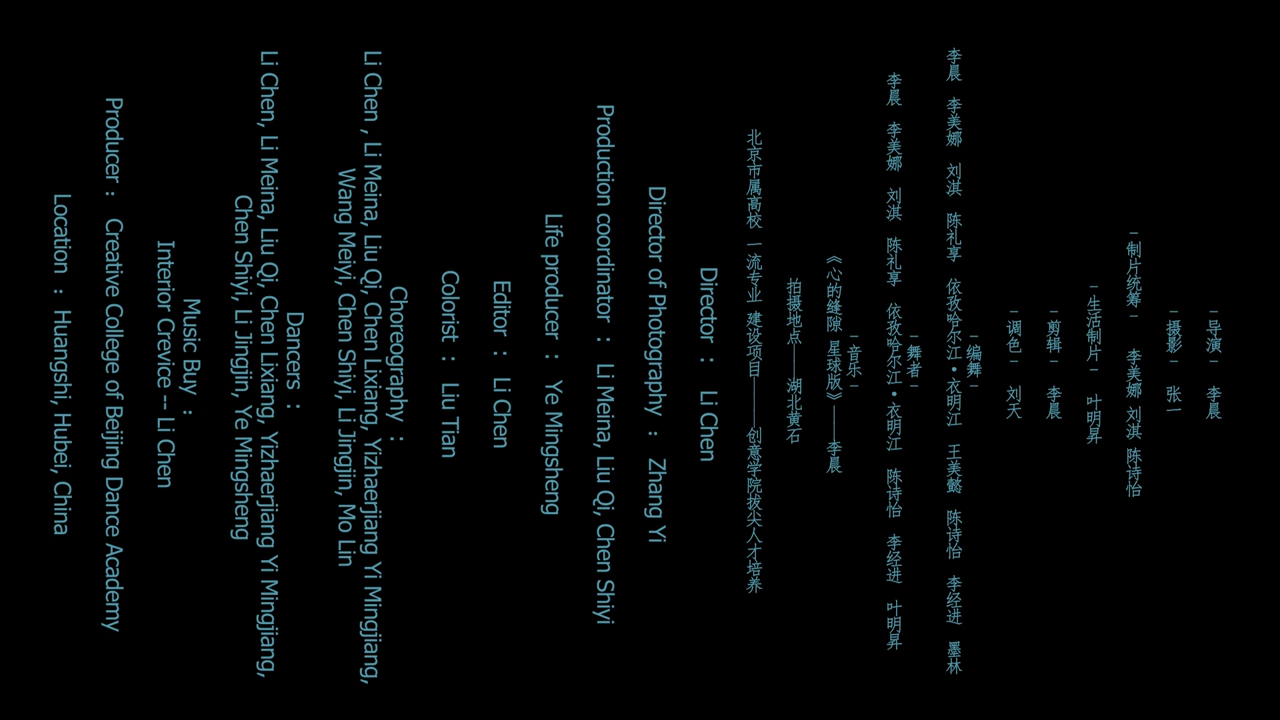 －导演－ 李晨
－摄影－ 张一
－制片统筹－ 李美娜 刘淇 陈诗怡
－生活制片－ 叶明昇
－剪辑－ 李晨
－调色－ 刘天
－编舞－
李晨 李美娜 刘淇 陈礼享 依孜哈尔江•衣明江 王美懿 陈诗怡 李经进 墨林
－舞者－
李晨 李美娜 刘淇 陈礼享 依孜哈尔江•衣明江 陈诗怡 李经进 叶明昇
－音乐－
《心的缝隙 星球版》——李晨
拍摄地点——湖北黄石
北京市属高校 一流专业 建设项目———创意学院拔尖人才培养
Director ： Li Chen
Director of Photography ： Zhang Yi
Production coordinator ： Li Meina, Liu Qi, Chen Shiyi
Life producer ： Ye Mingsheng
Editor ： Li Chen
Colorist ： Liu Tian
Choreography ：
Li Chen , Li Meina, Liu Qi, Chen Lixiang, Yizhaerjiang Yi Mingjiang,
Wang Meiyi, Chen Shiyi, Li Jingjin, Mo Lin
Dancers ：
Li Chen, Li Meina, Liu Qi, Chen Lixiang, Yizhaerjiang Yi Mingjiang,
Chen Shiyi, Li Jingjin, Ye Mingsheng
Music Buy ：
Interior Crevice -- Li Chen
Producer ： Creative College of Beijing Dance Academy
Location ： Huangshi, Hubei, China